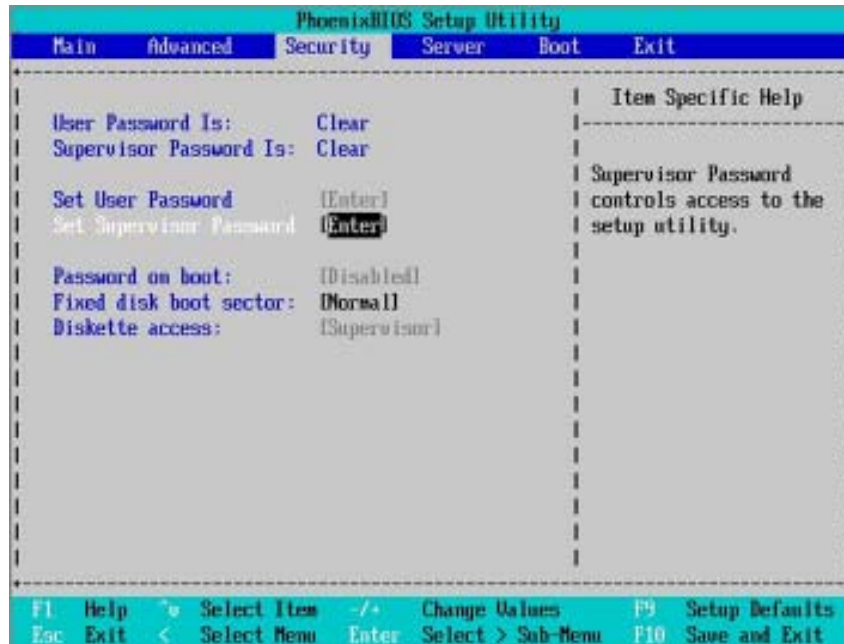 PhoenixBIOS Setup Utility
Main Advanced Security Server Boot Exit
Item Specific Help
User Password Is: Clear
Supervisor Password Is: Clear
Supervisor Password
controls access to the
setup utility.
Set User Password [Enter]
Set Supervisor Password [Enter]
Password on boot: [Disabled]
Fixed disk boot sector: [Normal]
Diskette access: [Supervisor]
F1 Help ^v Select Item -/+ Change Values F9 Setup Defaults
Esc Exit < Select Menu Enter Select > Sub-Menu F10 Save and Exit